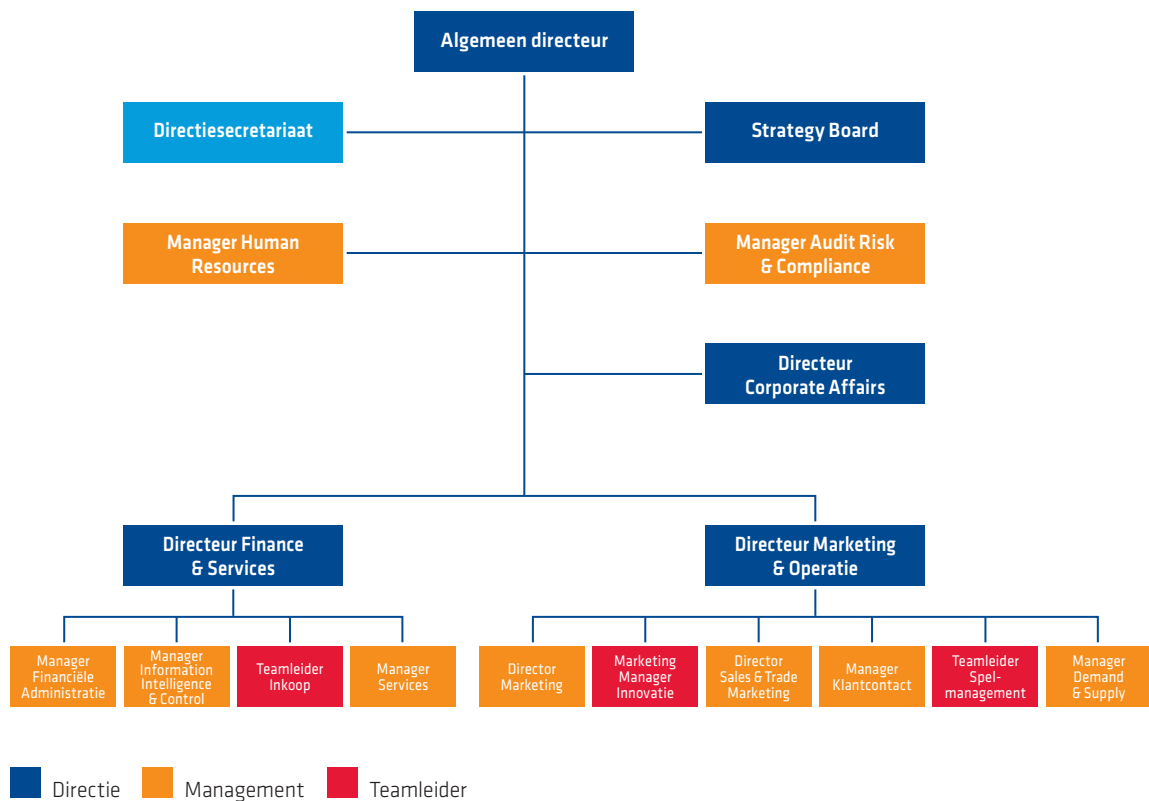 Algemeen directeur
Directiesecretariaat
Strategy Board
Manager Human
Resources
Manager Audit Risk
& Compliance
Directeur
Corporate Affairs
Directeur Finance
& Services
Directeur Marketing
& Operatie
Manager
Financiële
Administratie
Manager
Information
Intelligence
& Control
Teamleider
Inkoop
Manager
Services
Director
Marketing
Marketing
Manager
Innovatie
Director
Sales & Trade
Marketing
Manager
Klantcontact
Teamleider
Spel-
management
Manager
Demand
& Supply
Directie
Management
Teamleider